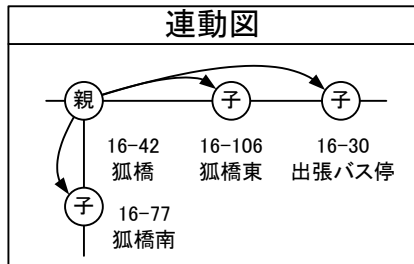 連動図
親
子
子
16-42
狐橋
16-106
狐橋東
16-30
出張バス停
子
16-77
狐橋南